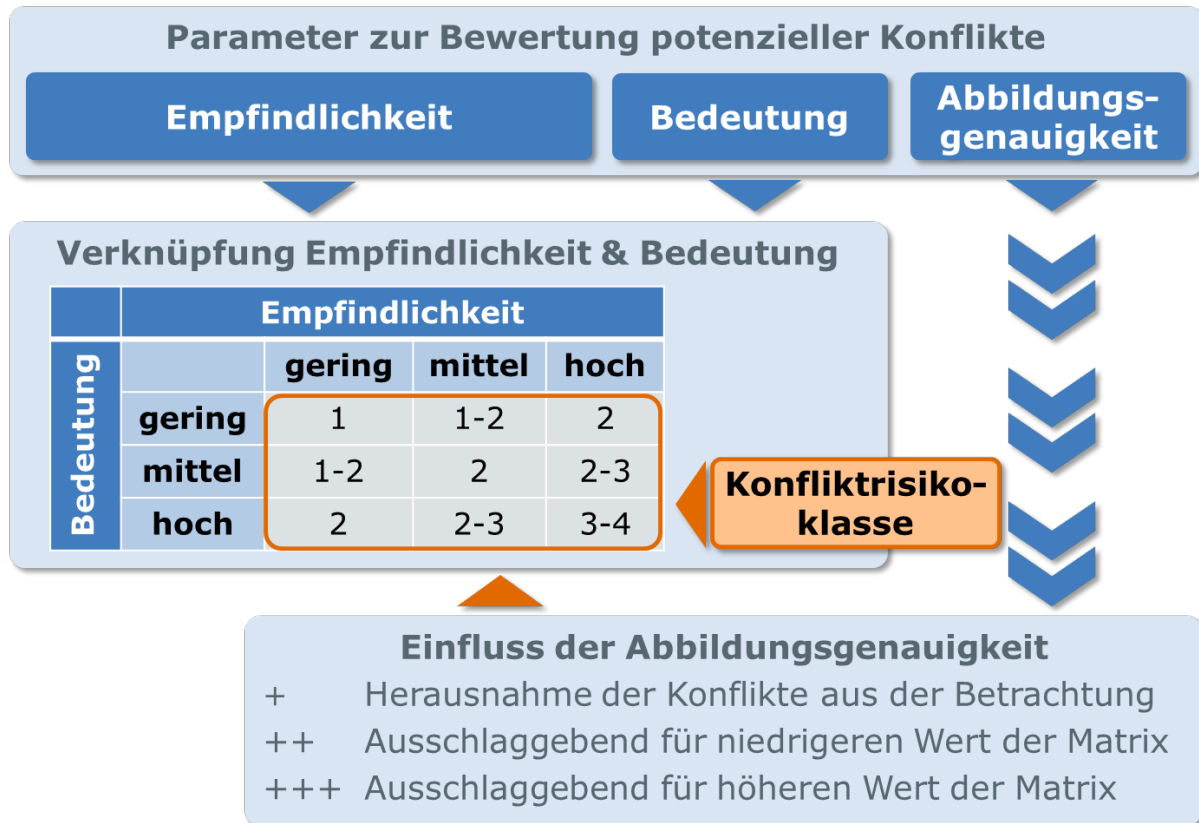 Parameter zur Bewertung potenzieller Konflikte
Empfindlichkeit
Bedeutung
Abbildungs-
genauigkeit
Verknüpfung Empfindlichkeit & Bedeutung
Empfindlichkeit
Bedeutung
gering mittel hoch
gering 1 1-2 2
mittel 1-2 2 2-3
hoch 2 2-3 3-4
Konfliktrisiko-
klasse
Einfluss der Abbildungsgenauigkeit
+ Herausnahme der Konflikte aus der Betrachtung
++ Ausschlaggebend für niedrigeren Wert der Matrix
+++ Ausschlaggebend für höheren Wert der Matrix